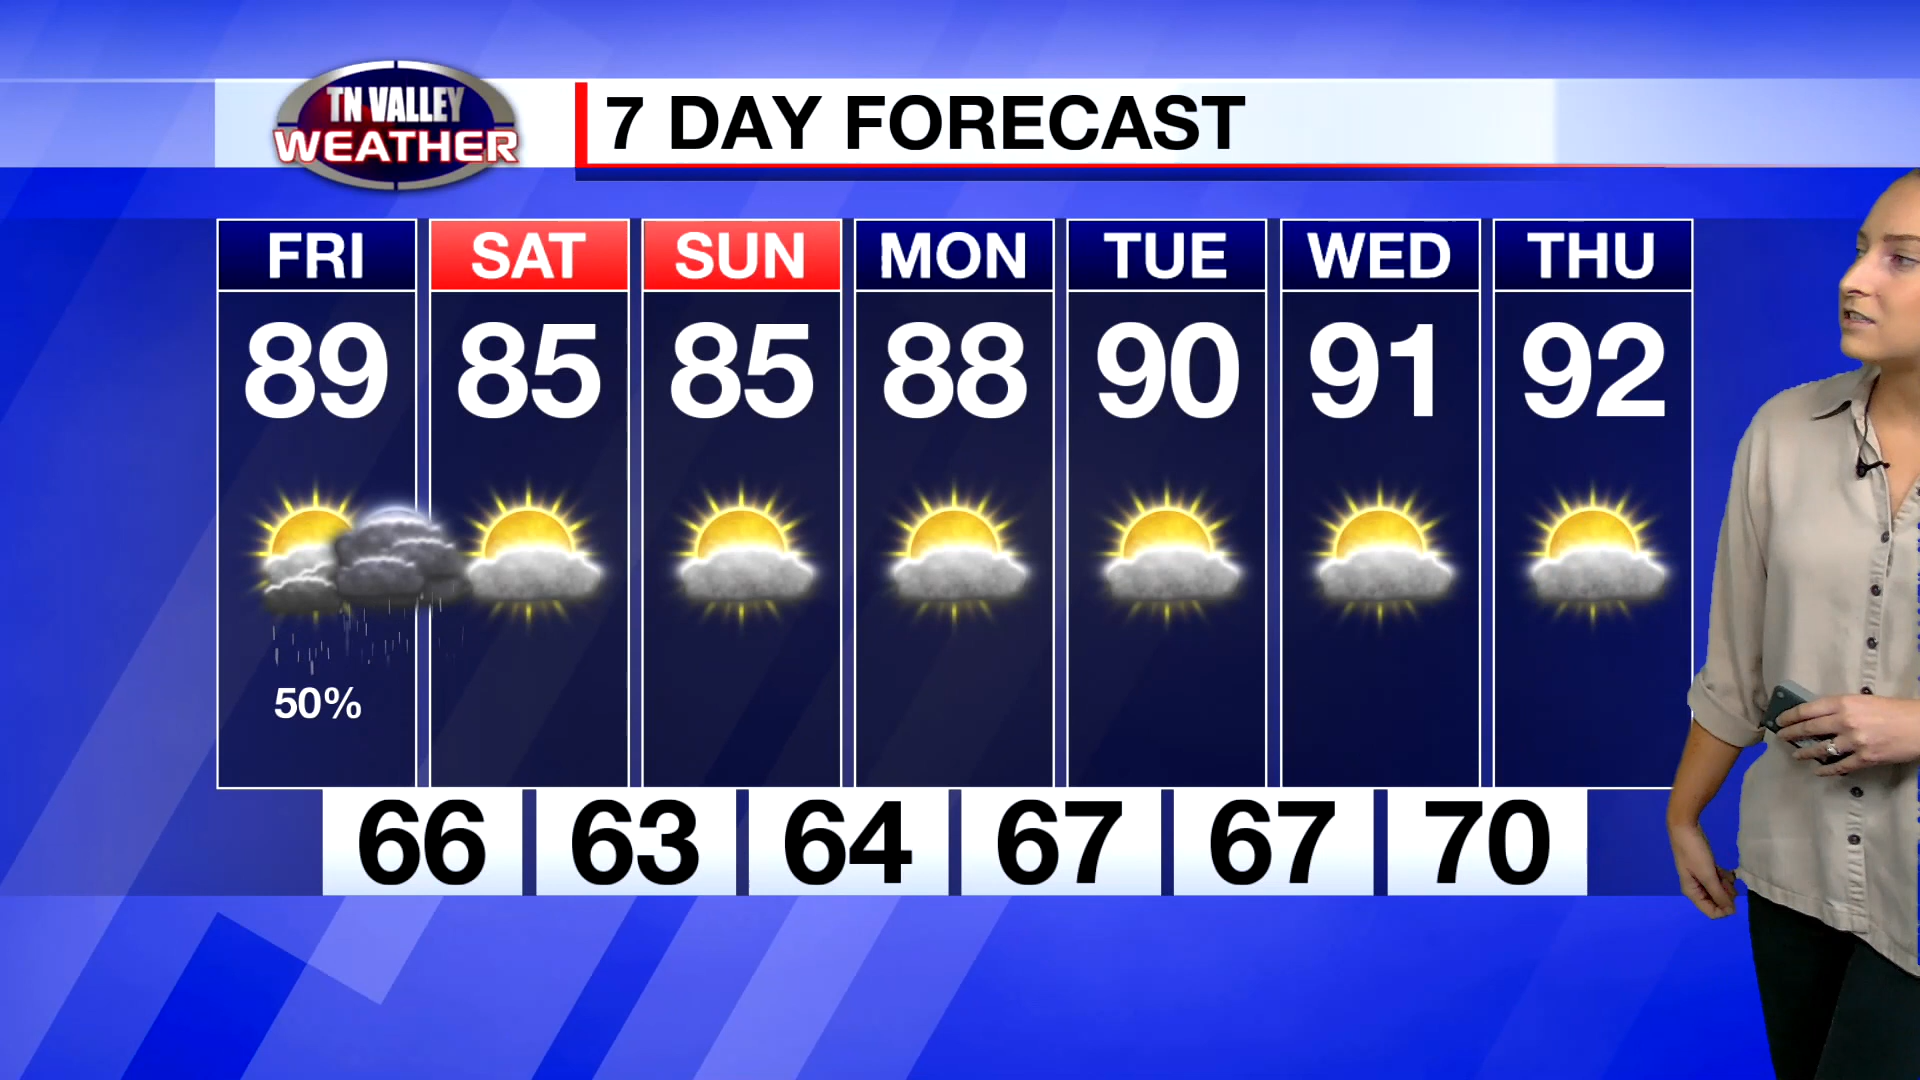 TN VALLEY
WEATHER
7 DAY FORECAST
FRI SAT SUN MON TUE WED THU
89 85 85 88 90 91 92
50%
66 63 64 67 67 70